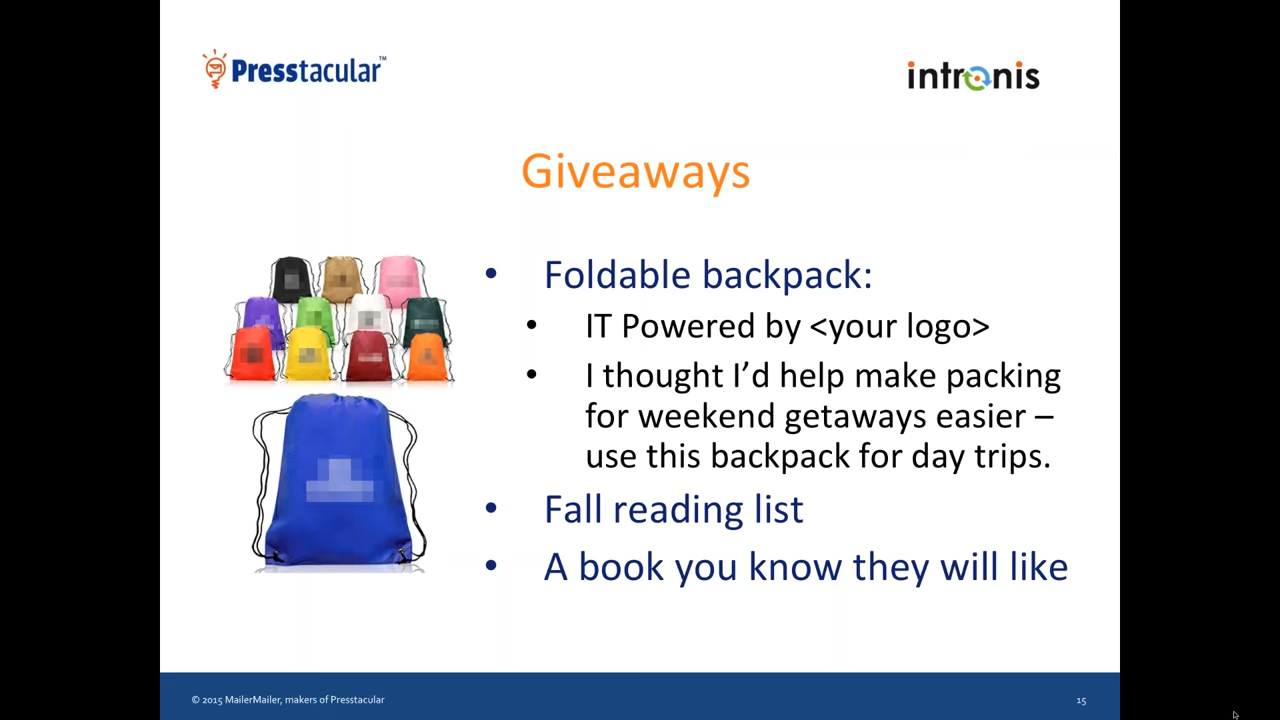 Presstacular™
intronis
Giveaways
• Foldable backpack:
• IT Powered by <your logo>
• I thought I’d help make packing
for weekend getaways easier –
use this backpack for day trips.
• Fall reading list
• A book you know they will like
© 2015 MailerMailer, makers of Presstacular
15